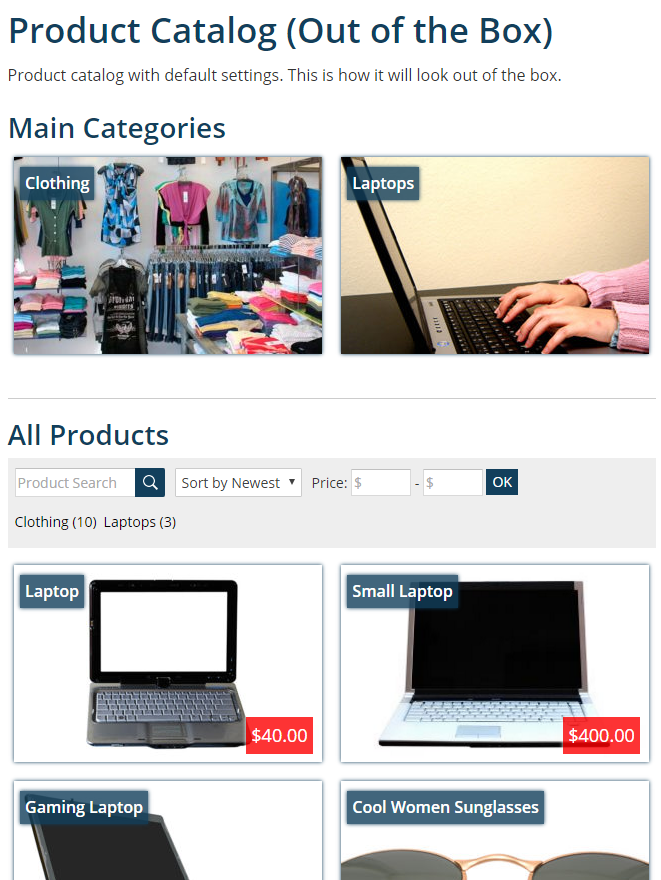 Product Catalog (Out of the Box)
Product catalog with default settings. This is how it will look out of the box.
Main Categories
Clothing
Laptops
All Products
Product Search
Sort by Newest
Price: $ - $ OK
Clothing (10) Laptops (3)
Laptop
Small Laptop
$40.00
$400.00
Gaming Laptop
Cool Women Sunglasses